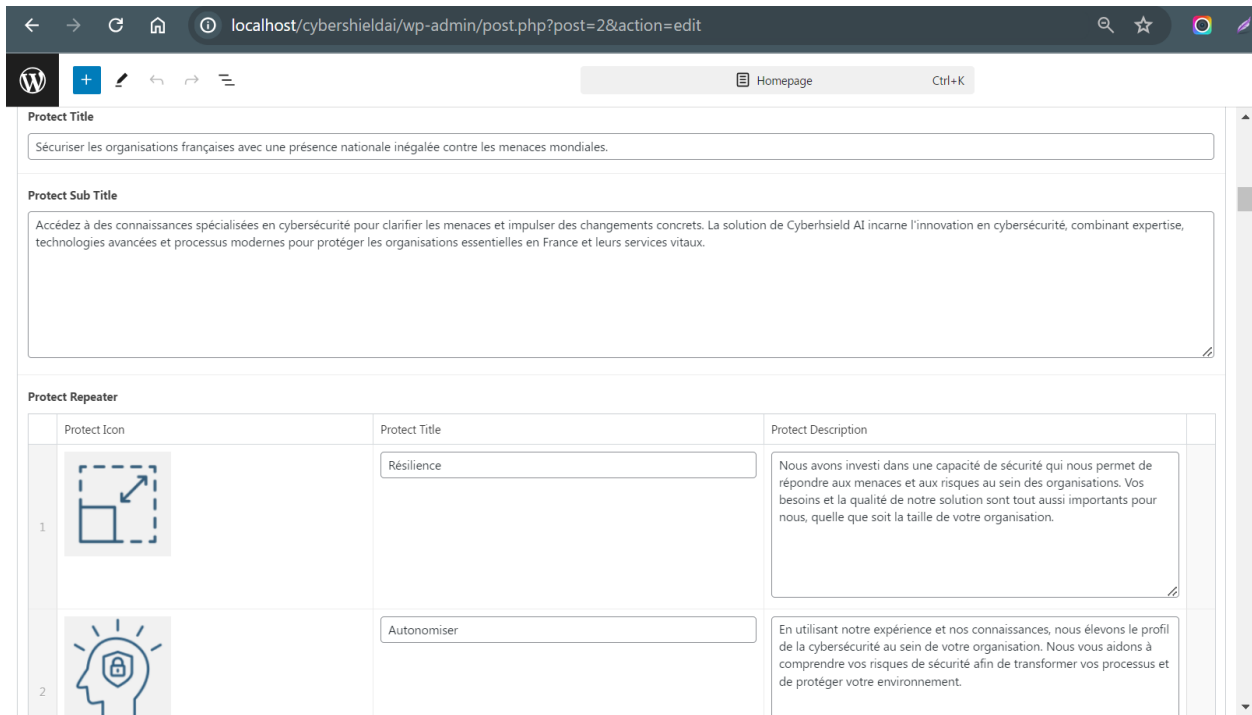 localhost/cybershieldai/wp-admin/post.php?post=2&action=edit
Homepage Ctrl+K
Protect Title
Sécuriser les organisations françaises avec une présence nationale inégalée contre les menaces mondiales.
Protect Sub Title
Accédez à des connaissances spécialisées en cybersécurité pour clarifier les menaces et impulser des changements concrets. La solution de Cyberhsield AI incarne l'innovation en cybersécurité, combinant expertise,
technologies avancées et processus modernes pour protéger les organisations essentielles en France et leurs services vitaux.
Protect Repeater
Protect Icon Protect Title Protect Description
1
Résilience
Nous avons investi dans une capacité de sécurité qui nous permet de
répondre aux menaces et aux risques au sein des organisations. Vos
besoins et la qualité de notre solution sont tout aussi importants pour
nous, quelle que soit la taille de votre organisation.
2
Autonomiser
En utilisant notre expérience et nos connaissances, nous élevons le profil
de la cybersécurité au sein de votre organisation. Nous vous aidons à
comprendre vos risques de sécurité afin de transformer vos processus et
de protéger votre environnement.